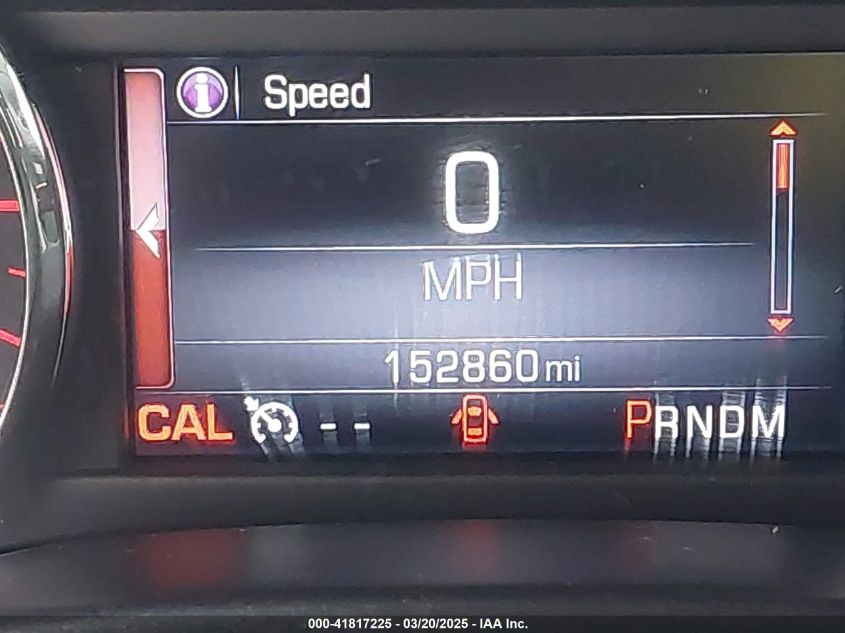 i Speed
0
MPH
152860 mi
CAL -- PRNDM
000-41817225 - 03/20/2025 - IAA Inc.